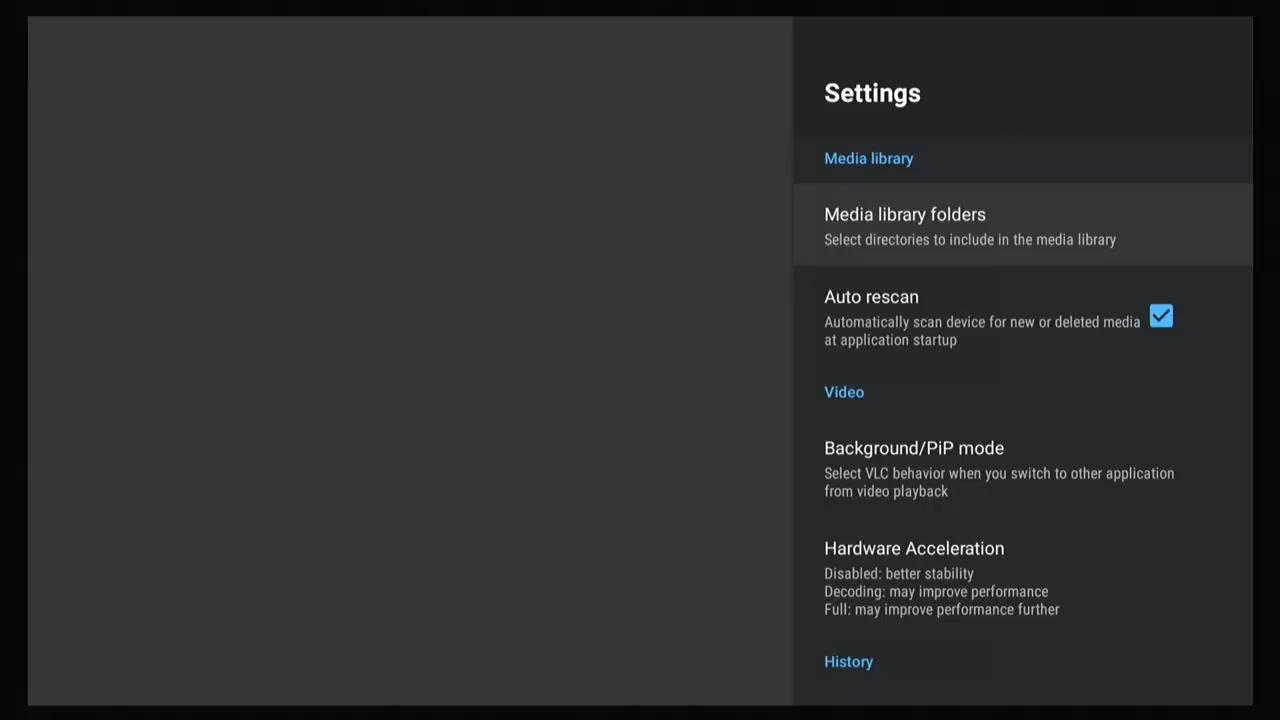 Settings
Media library
Media library folders
Select directories to include in the media library
Auto rescan
Automatically scan device for new or deleted media
at application startup
Video
Background/PiP mode
Select VLC behavior when you switch to other application
from video playback
Hardware Acceleration
Disabled: better stability
Decoding: may improve performance
Full: may improve performance further
History